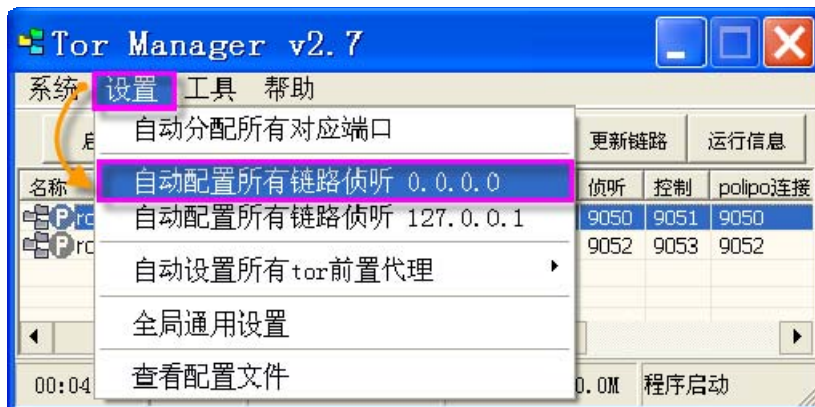 Tor Manager v2.7
系统 设置 工具 帮助
自动分配所有对应端口
更新链路 运行信息
自动配置所有链路侦听 0.0.0.0
名称 侦听 控制 polipo连接
自动配置所有链路侦听 127.0.0.1
9050 9051 9050
9052 9053 9052
自动设置所有tor前置代理
全局通用设置
查看配置文件
00:04 程序启动